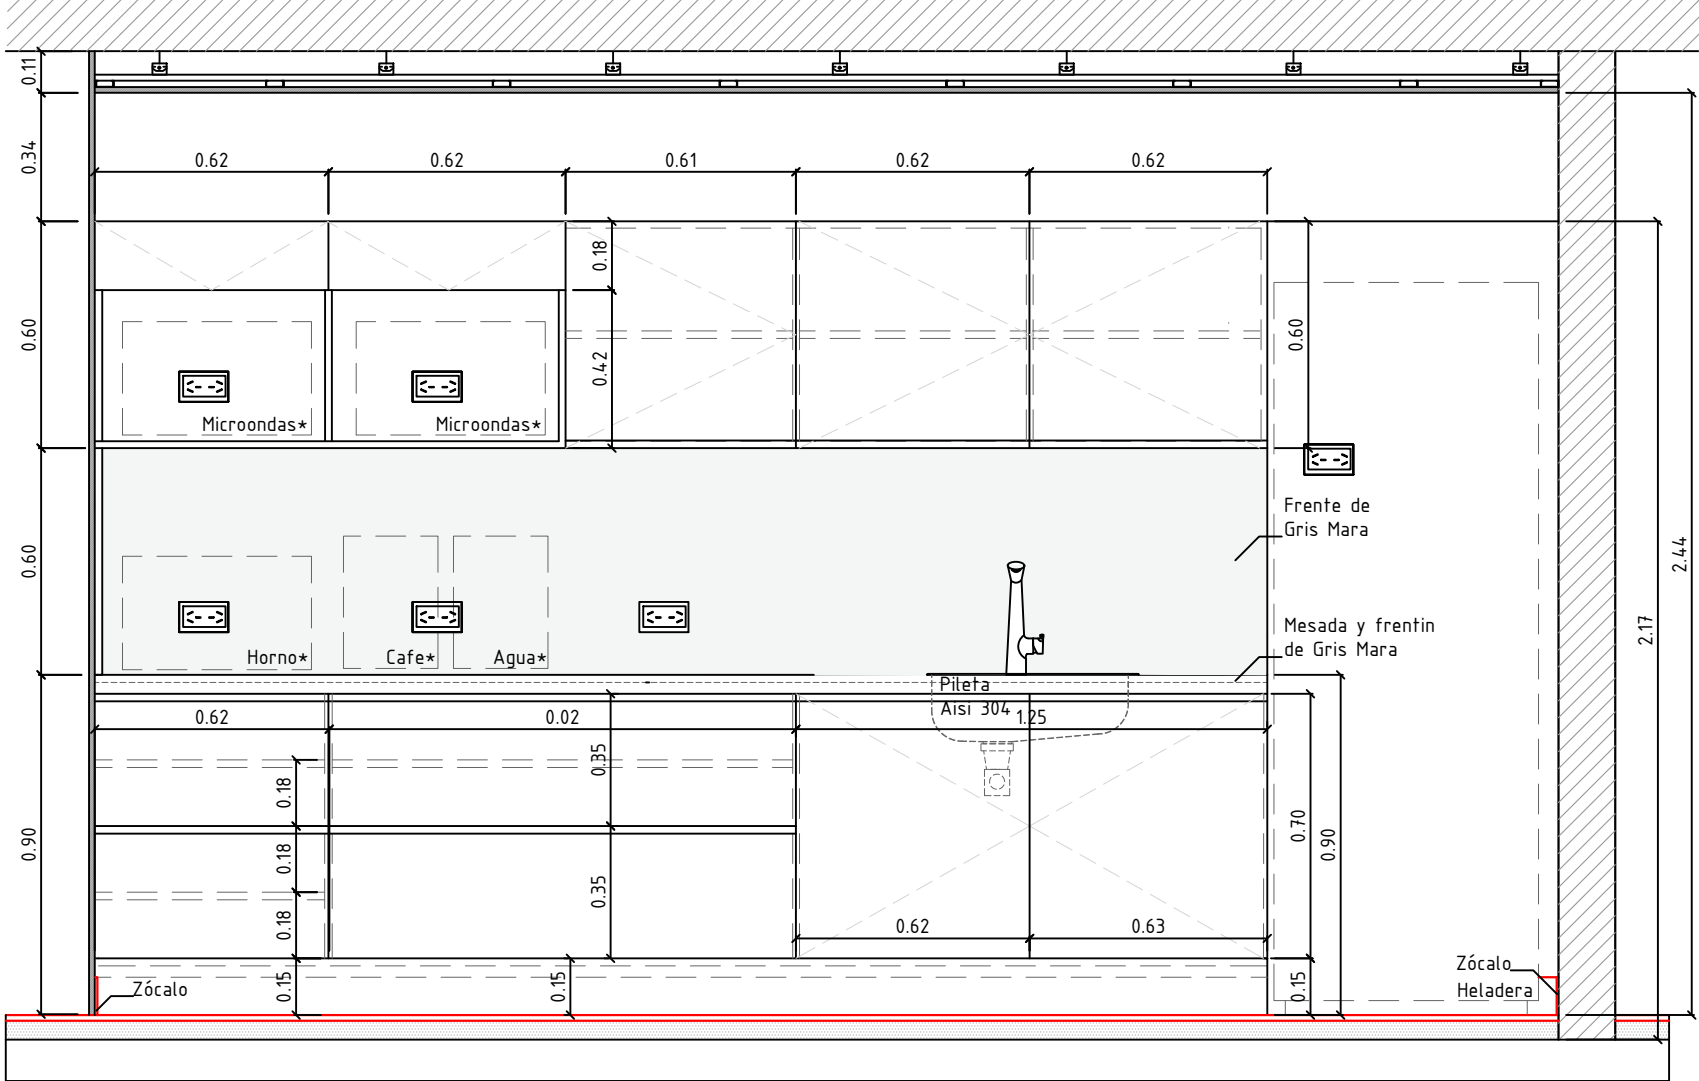 0.11
0.34
0.62
0.62
0.61
0.62
0.62
0.18
0.60
0.42
0.60
Microondas*
Microondas*
Frente de
Gris Mara
0.60
2.44
Mesada y frentin
de Gris Mara
2.17
Horno*
Cafe*
Agua*
Pileta
Aisi 304
0.62
0.02
1.25
0.35
0.18
0.18
0.90
0.70
0.90
0.35
0.18
0.62
0.63
Zócalo
0.15
0.15
0.15
Zócalo
Heladera